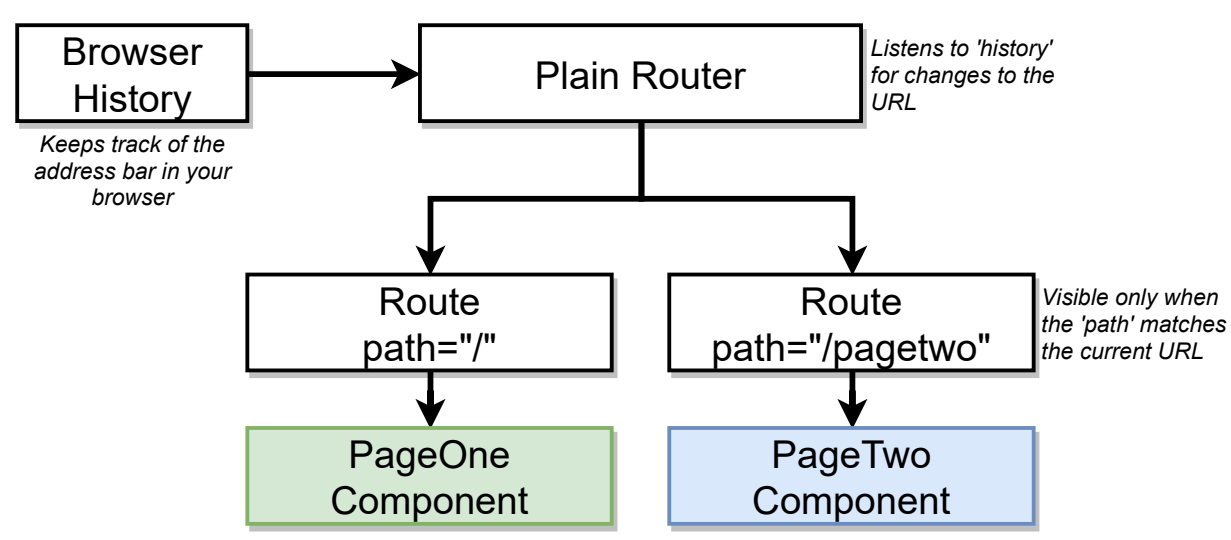 Browser
History
Keeps track of the
address bar in your
browser
Plain Router
Listens to 'history'
for changes to the
URL
Route
path="/"
Route
path="/pagetwo"
Visible only when
the 'path' matches
the current URL
PageOne
Component
PageTwo
Component